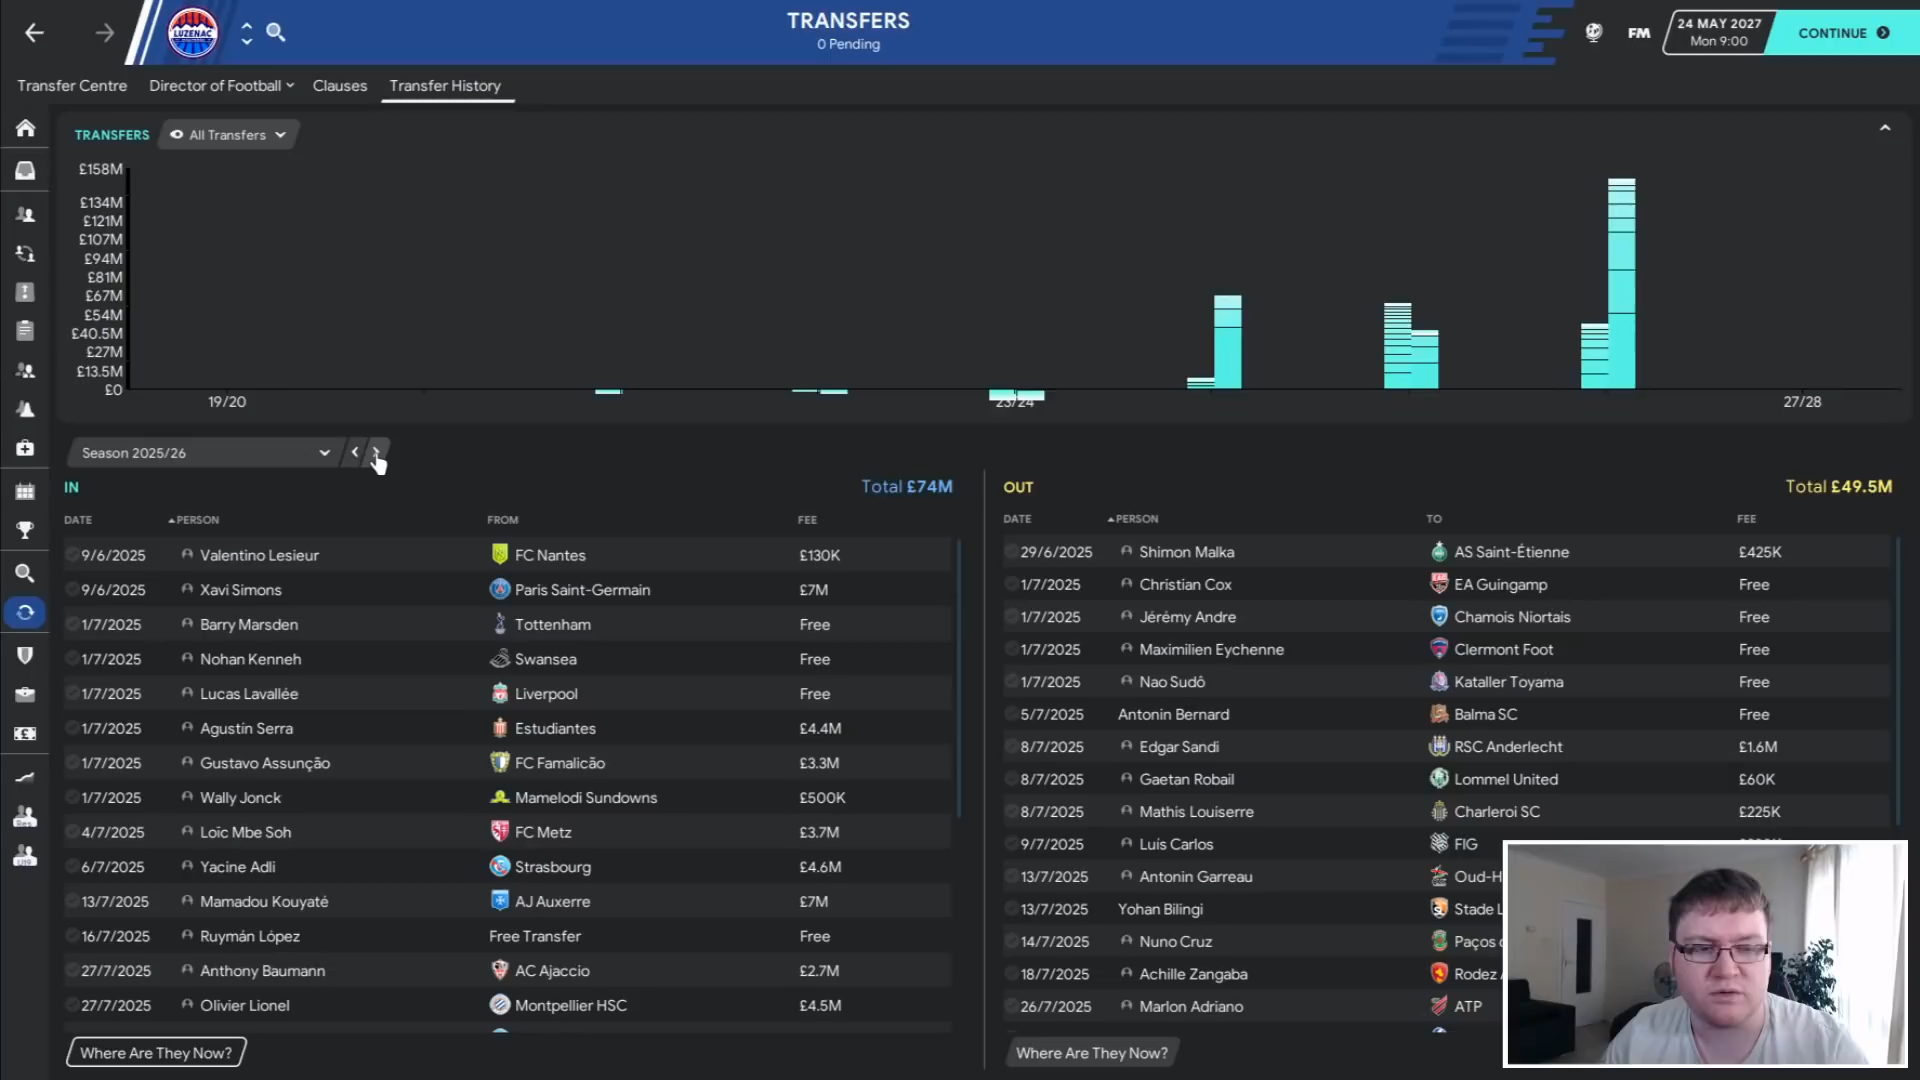 LUZENAC
TRANSFERS
0 Pending
FM
24 MAY 2027
Mon 9:00
CONTINUE
Transfer Centre
Director of Football
Clauses
Transfer History
TRANSFERS
All Transfers
£158M
£134M
£121M
£107M
£94M
£81M
£67M
£54M
£40.5M
£27M
£13.5M
£0
19/20
23/24
27/28
Season 2025/26
IN
Total £74M
DATE PERSON FROM FEE
9/6/2025 Valentino Lesieur FC Nantes £130K
9/6/2025 Xavi Simons Paris Saint-Germain £7M
1/7/2025 Barry Marsden Tottenham Free
1/7/2025 Nohan Kenneh Swansea Free
1/7/2025 Lucas Lavallée Liverpool Free
1/7/2025 Agustín Serra Estudiantes £4.4M
1/7/2025 Gustavo Assunção FC Famalicão £3.3M
1/7/2025 Wally Jonck Mamelodi Sundowns £500K
4/7/2025 Loïc Mbe Soh FC Metz £3.7M
6/7/2025 Yacine Adli Strasbourg £4.6M
13/7/2025 Mamadou Kouyaté AJ Auxerre £7M
16/7/2025 Ruymán López Free Transfer Free
27/7/2025 Anthony Baumann AC Ajaccio £2.7M
27/7/2025 Olivier Lionel Montpellier HSC £4.5M
Where Are They Now?
OUT
Total £49.5M
DATE PERSON TO FEE
29/6/2025 Shimon Malka AS Saint-Étienne £425K
1/7/2025 Christian Cox EA Guingamp Free
1/7/2025 Jérémy Andre Chamois Niortais Free
1/7/2025 Maximilien Eychenne Clermont Foot Free
1/7/2025 Nao Sudô Kataller Toyama Free
5/7/2025 Antonin Bernard Balma SC Free
8/7/2025 Edgar Sandi RSC Anderlecht £1.6M
8/7/2025 Gaetan Robail Lommel United £60K
8/7/2025 Mathis Louiserre Charleroi SC £225K
9/7/2025 Luís Carlos FIG
13/7/2025 Antonin Garreau Oud-H
13/7/2025 Yohan Bilingi Stade L
14/7/2025 Nuno Cruz Paços
18/7/2025 Achille Zangaba Rodez
26/7/2025 Marlon Adriano ATP
Where Are They Now?